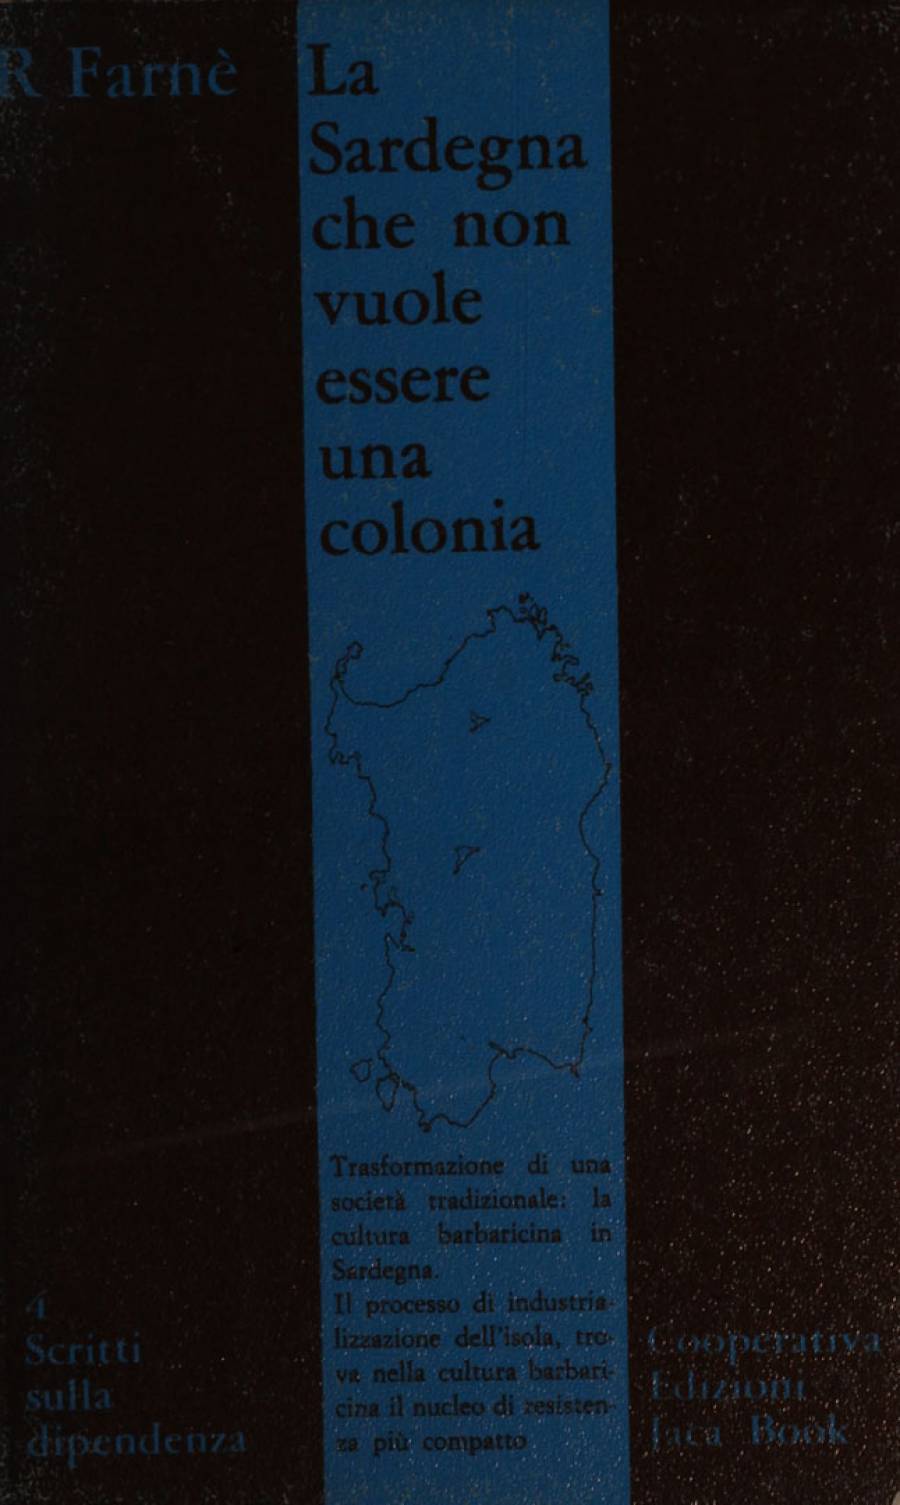 R Farnè
La
Sardegna
che non
vuole
essere
una
colonia
Trasformazione di una
società tradizionale: la
cultura barbaricina in
Sardegna.
Il processo di industria-
lizzazione dell'isola, tro-
va nella cultura barbari-
cina il nucleo di resisten-
za più compatto
4
Scritti
sulla
dipendenza
Cooperativa
Edizioni
Jaca Book